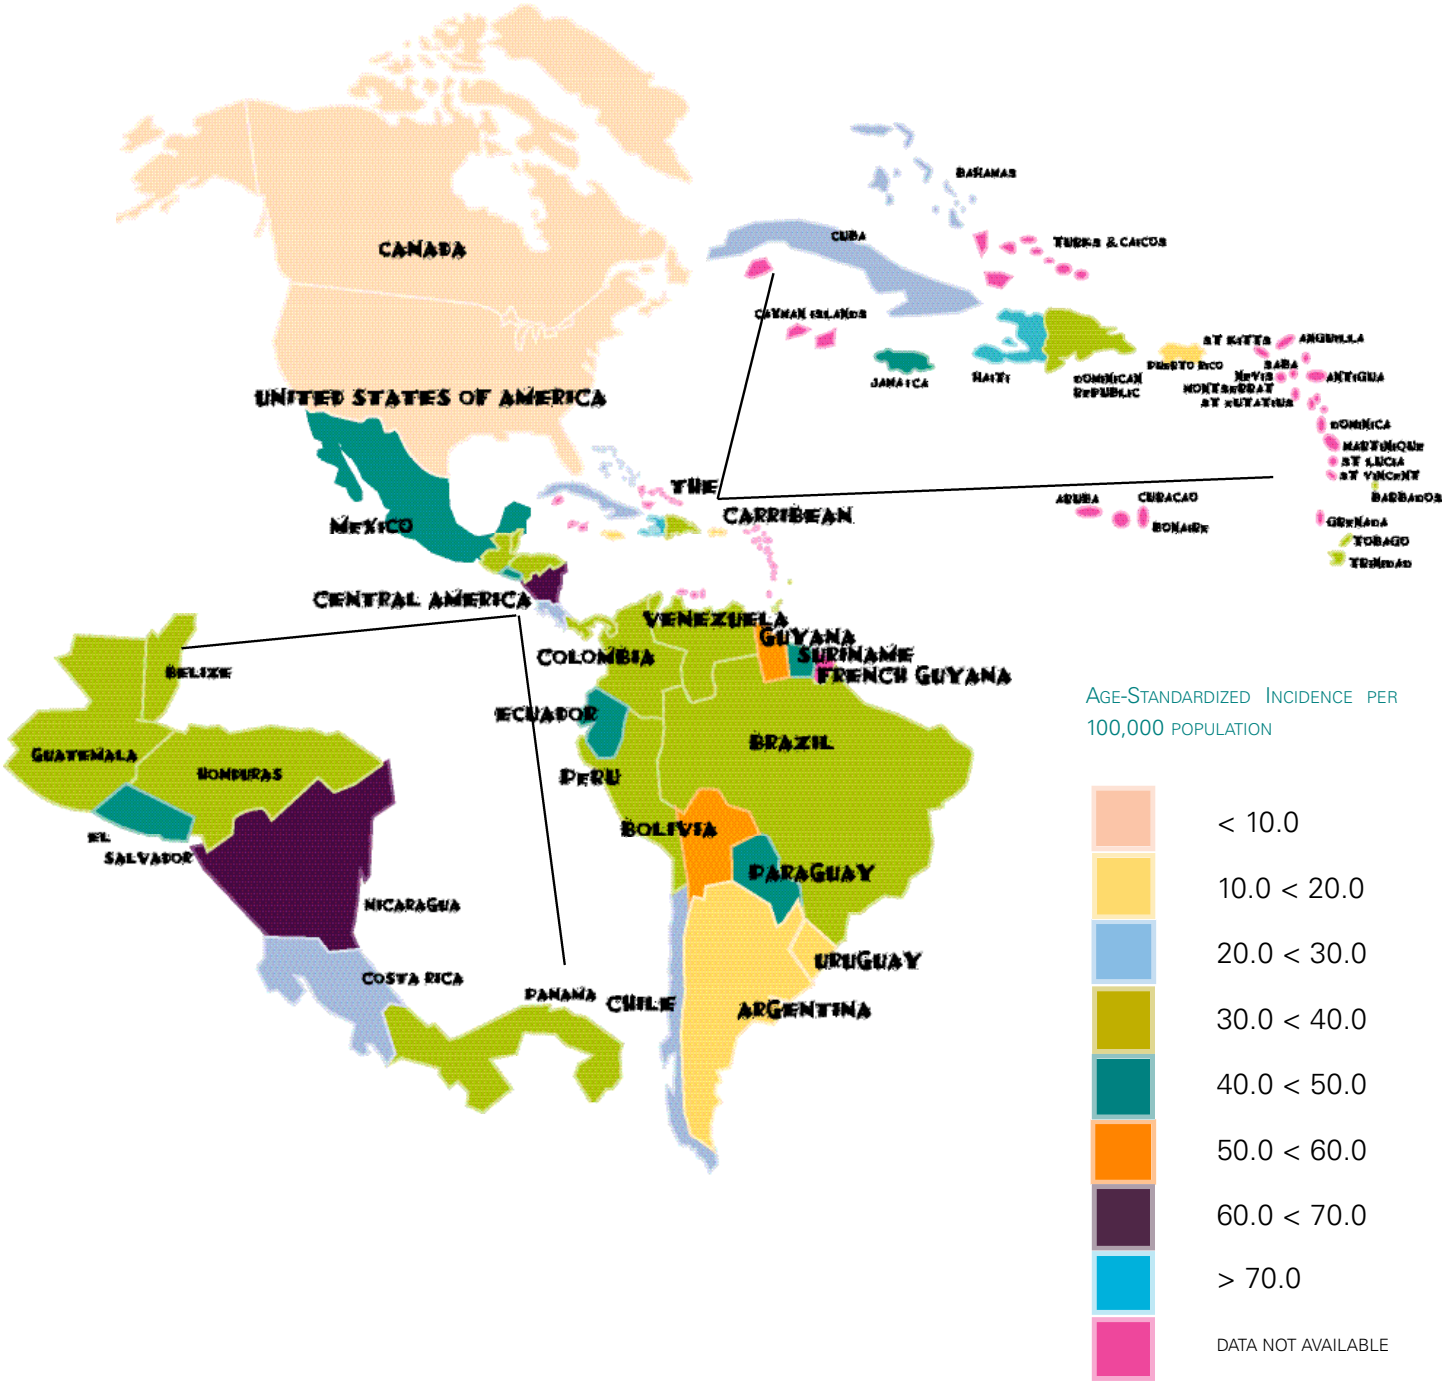 BAHAMAS
CUBA
TURKS & CAICOS
CANADA
CAYMAN ISLANDS
ST KITTS
ANGUILLA
PUERTO RICO
SABA
JAMAICA
HAITI
DOMINICAN
REPUBLIC
NEVIS
ANTIGUA
MONTSERRAT
UNITED STATES OF AMERICA
ST EUTATIUS
DOMINICA
MARTINIQUE
ST LUCIA
ST VINCENT
THE
CARRIBEAN
ARUBA
CURACAO
BONAIRE
BARBADOS
GRENADA
TOBAGO
TRINIDAD
MEXICO
CENTRAL AMERICA
VENEZUELA
GUYANA
SURINAME
FRENCH GUYANA
COLOMBIA
BELIZE
ECUADOR
BRAZIL
GUATEMALA
HONDURAS
PERU
BOLIVIA
EL
SALVADOR
PARAGUAY
NICARAGUA
URUGUAY
COSTA RICA
PANAMA
CHILE
ARGENTINA
AGE-STANDARDIZED INCIDENCE PER
100,000 POPULATION
< 10.0
10.0 < 20.0
20.0 < 30.0
30.0 < 40.0
40.0 < 50.0
50.0 < 60.0
60.0 < 70.0
> 70.0
DATA NOT AVAILABLE